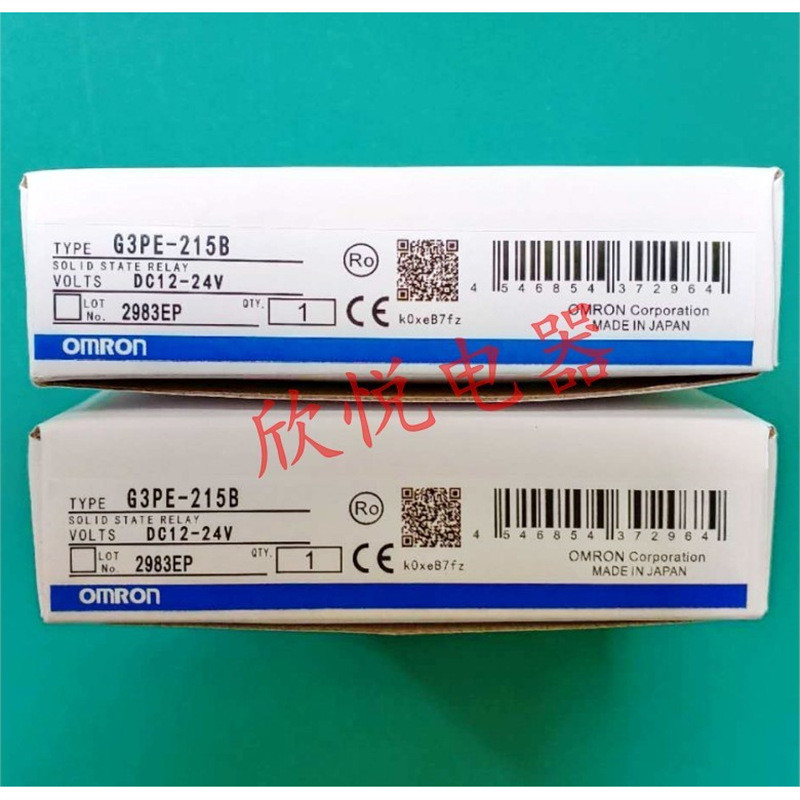 TYPE G3PE-215B
SOLID STATE RELAY
VOLTS DC12-24V
LOT No. 2983EP QTY. 1 CE
Ro
k0xeB7fz
4 546854 372964
OMRON Corporation
MADE IN JAPAN
OMRON
欣悦电器
TYPE G3PE-215B
SOLID STATE RELAY
VOLTS DC12-24V
LOT No. 2983EP QTY. 1 CE
Ro
k0xeB7fz
4 546854 372964
OMRON Corporation
MADE IN JAPAN
OMRON